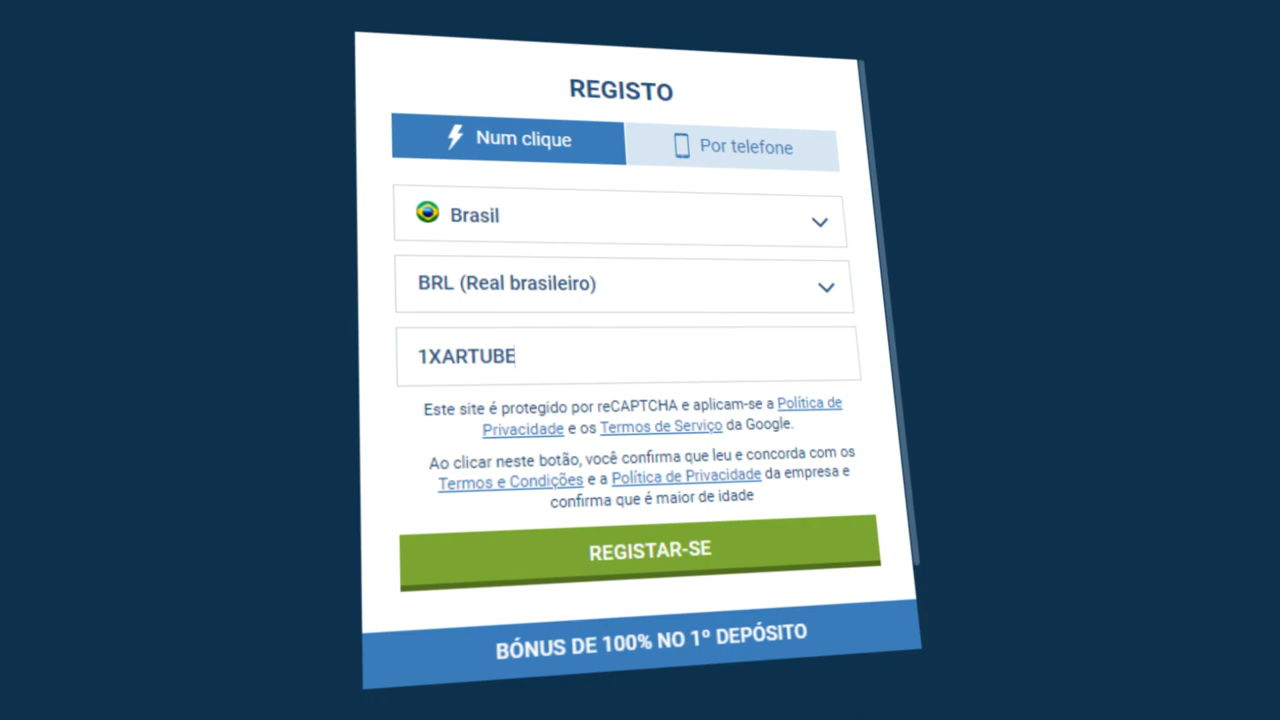 REGISTO
Num clique
Por telefone
Brasil
BRL (Real brasileiro)
1XARTUBE
Este site é protegido por reCAPTCHA e aplicam-se a Política de
Privacidade e os Termos de Serviço da Google.
Ao clicar neste botão, você confirma que leu e concorda com os
Termos e Condições e a Política de Privacidade da empresa e
confirma que é maior de idade
REGISTAR-SE
BÓNUS DE 100% NO 1º DEPÓSITO